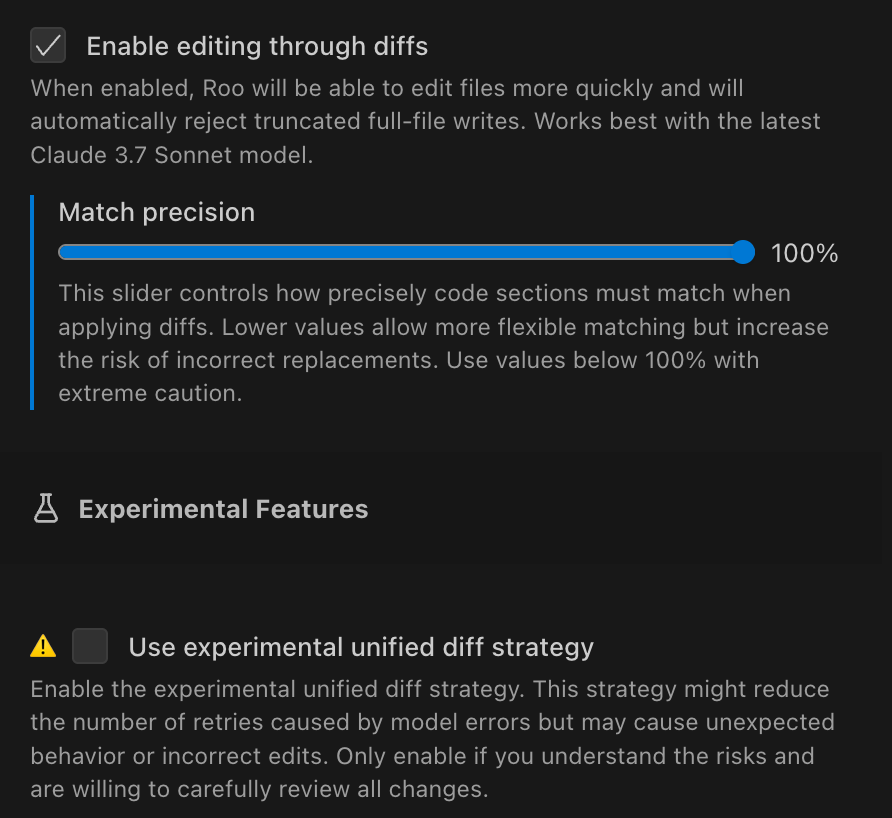 Enable editing through diffs
When enabled, Roo will be able to edit files more quickly and will
automatically reject truncated full-file writes. Works best with the latest
Claude 3.7 Sonnet model.
Match precision
100%
This slider controls how precisely code sections must match when
applying diffs. Lower values allow more flexible matching but increase
the risk of incorrect replacements. Use values below 100% with
extreme caution.
Experimental Features
Use experimental unified diff strategy
Enable the experimental unified diff strategy. This strategy might reduce
the number of retries caused by model errors but may cause unexpected
behavior or incorrect edits. Only enable if you understand the risks and
are willing to carefully review all changes.